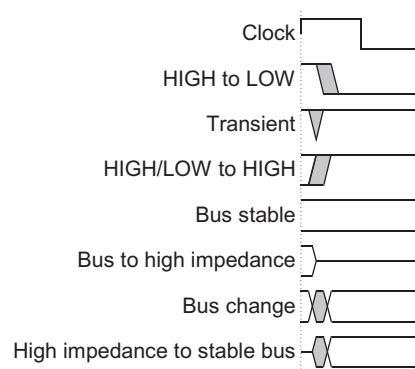 Clock
HIGH to LOW
Transient
HIGH/LOW to HIGH
Bus stable
Bus to high impedance
Bus change
High impedance to stable bus